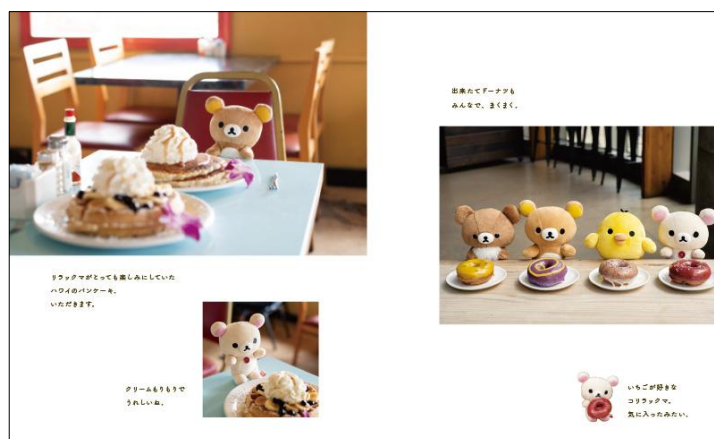 リラックマがとっても楽しみにしていた
ハワイのパンケーキ。
いただきます。
クリームもりもりで
うれしいね。
出来たてドーナツも
みんなで、まくまく。
いちごが好きな
コリラックマ。
気に入ったみたい。